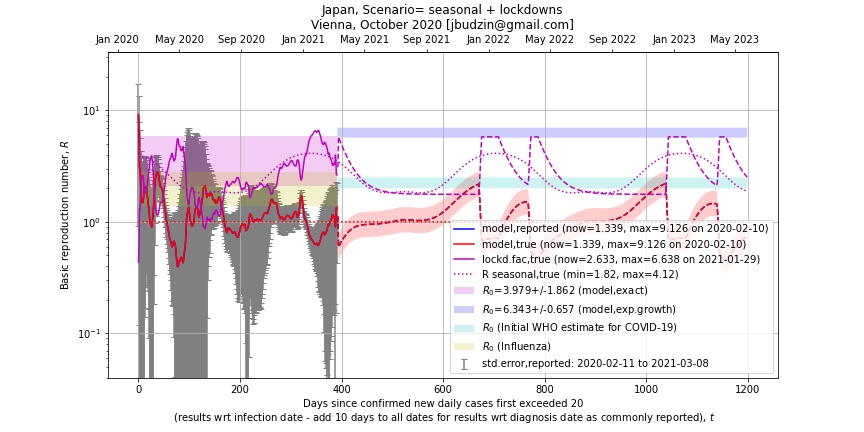 Japan, Scenario= seasonal + lockdowns
Vienna, October 2020 [jbudzin@gmail.com]
Jan 2020 May 2020 Sep 2020 Jan 2021 May 2021 Sep 2021 Jan 2022 May 2022 Sep 2022 Jan 2023 May 2023
Basic reproduction number, R
10¹
10⁰
10⁻¹
model,reported (now=1.339, max=9.126 on 2020-02-10)
model,true (now=1.339, max=9.126 on 2020-02-10)
lockd.fac,true (now=2.633, max=6.638 on 2021-01-29)
R seasonal,true (min=1.82, max=4.12)
R₀=3.979+/-1.862 (model,exact)
R₀=6.343+/-0.657 (model,exp.growth)
R₀ (Initial WHO estimate for COVID-19)
R₀ (Influenza)
std.error,reported: 2020-02-11 to 2021-03-08
0 200 400 600 800 1000 1200
Days since confirmed new daily cases first exceeded 20
(results wrt infection date - add 10 days to all dates for results wrt diagnosis date as commonly reported), t